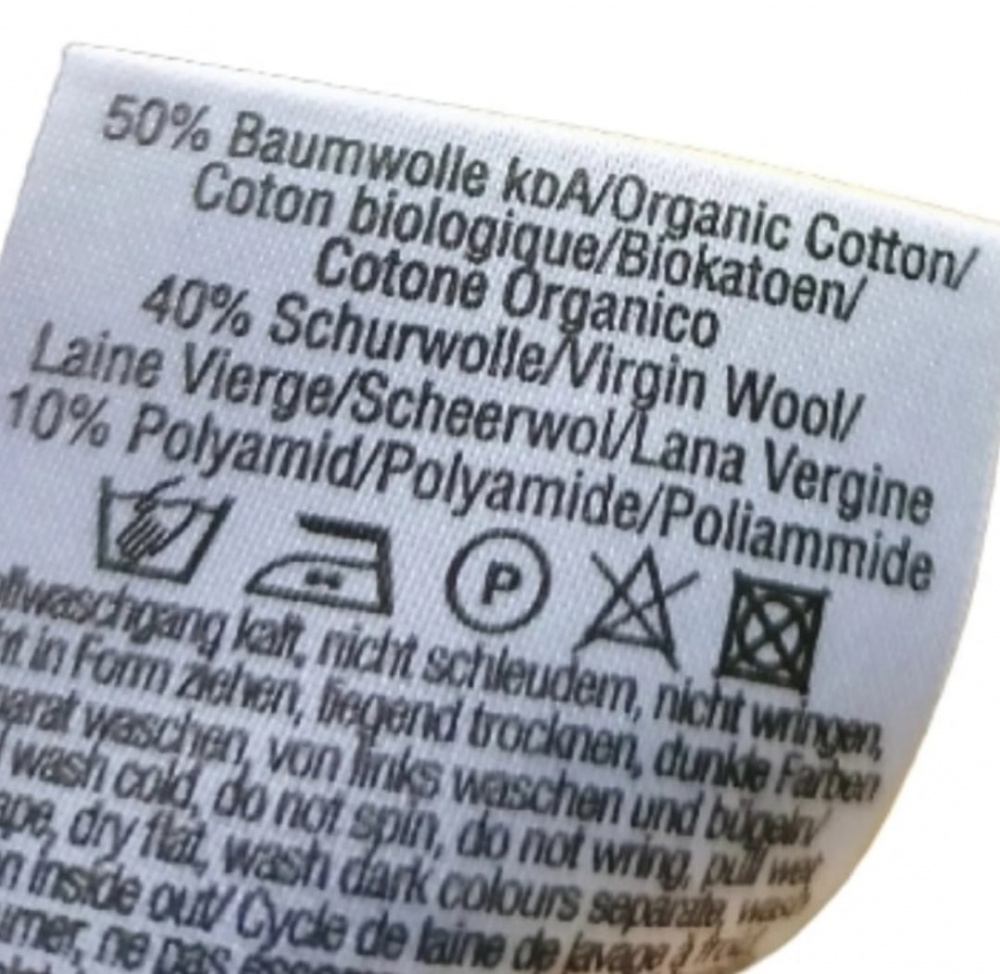 50% Baumwolle kbA/Organic Cotton/
Coton biologique/Biokatoen/
Cotone Organico
40% Schurwolle/Virgin Wool/
Laine Vierge/Scheerwol/Lana Vergine
10% Polyamid/Polyamide/Poliammide
P
kalt, nicht schleudern, nicht wringen,
in Form ziehen, liegend trocknen, dunkle Farben
waschen, von links waschen und bügeln/
wash cold, do not spin, do not wring, pull wet
dry flat, wash dark colours separate, wash
inside out/ Cycle de laine de lavage à froid
ne pas